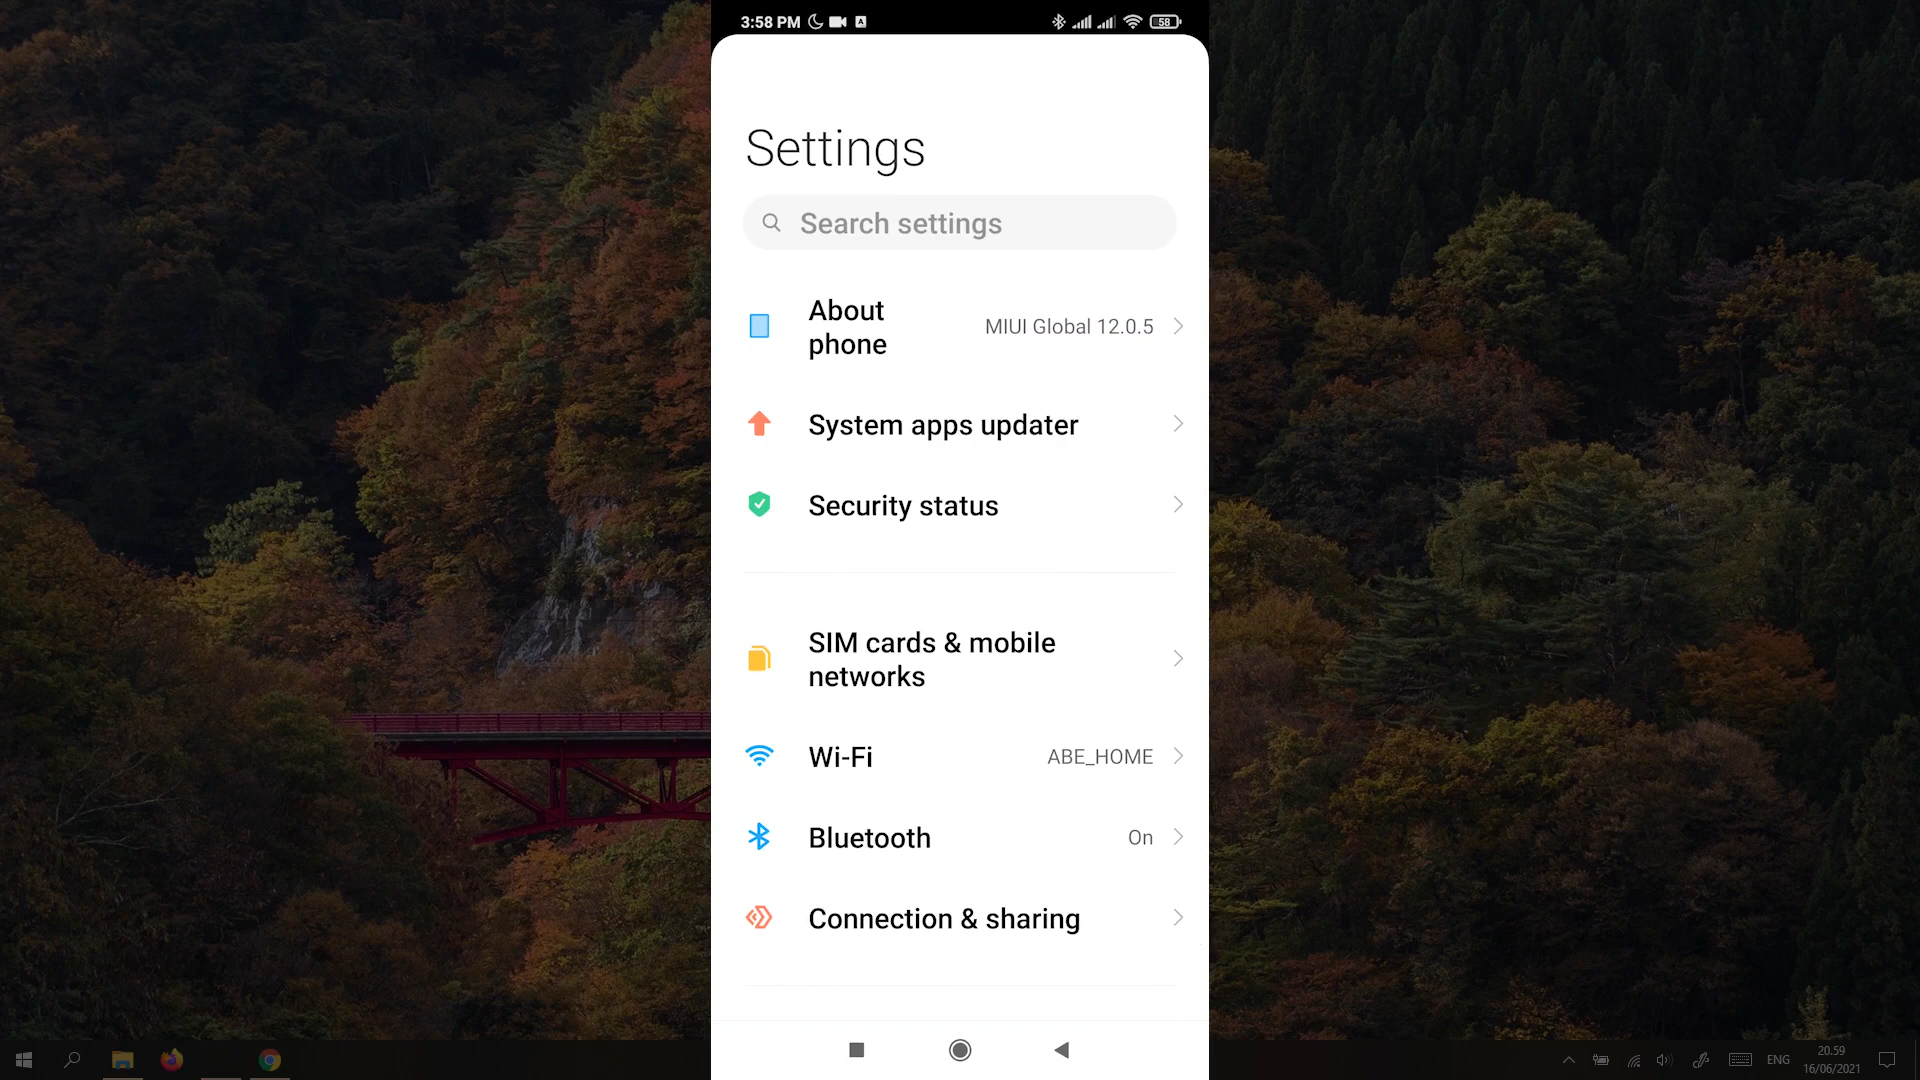 3:58 PM
58
Settings
Search settings
About
phone
MIUI Global 12.0.5
System apps updater
Security status
SIM cards & mobile
networks
Wi-Fi
ABE_HOME
Bluetooth
On
Connection & sharing
ENG
20.59
16/06/2021